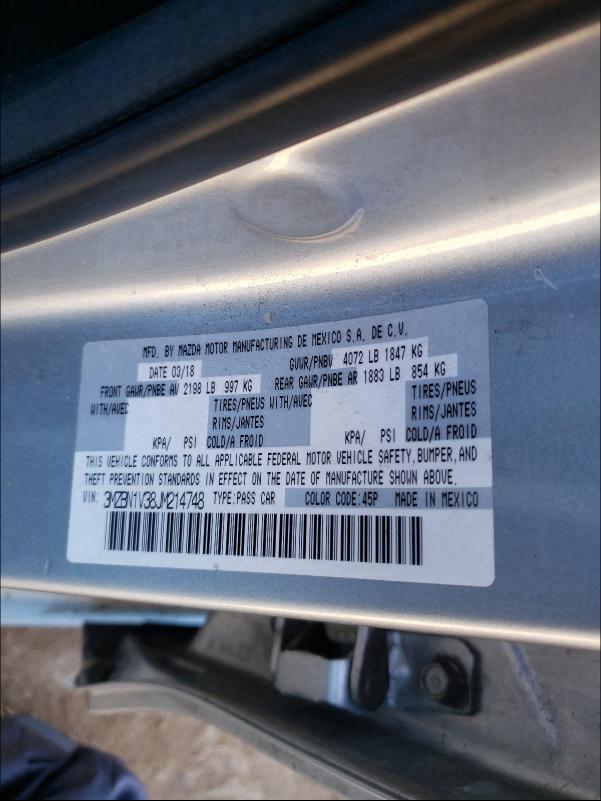 MFD. BY MAZDA MOTOR MANUFACTURING DE MEXICO S.A. DE C.V.
DATE 03/18 GVWR/PNBV 4072 LB 1847 KG
FRONT GAWR/PNBE AV 2198 LB 997 KG REAR GAWR/PNBE AR 1883 LB 854 KG
WITH/AVEC TIRES/PNEUS WITH/AVEC TIRES/PNEUS
RIMS/JANTES RIMS/JANTES
KPA/ PSI COLD/A FROID KPA/ PSI COLD/A FROID
THIS VEHICLE CONFORMS TO ALL APPLICABLE FEDERAL MOTOR VEHICLE SAFETY, BUMPER, AND
THEFT PREVENTION STANDARDS IN EFFECT ON THE DATE OF MANUFACTURE SHOWN ABOVE.
VIN: 3MZBN1V38JM214748 TYPE:PASS CAR COLOR CODE:45P MADE IN MEXICO